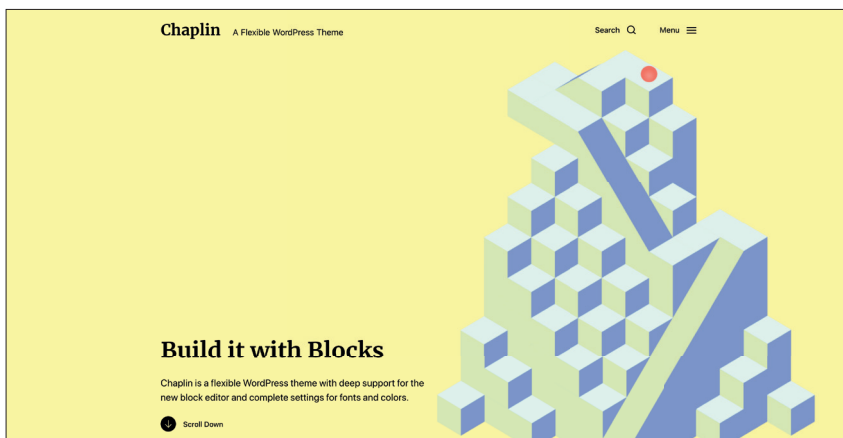 Chaplin A Flexible WordPress Theme Search Menu
Build it with Blocks
Chaplin is a flexible WordPress theme with deep support for the
new block editor and complete settings for fonts and colors.
Scroll Down